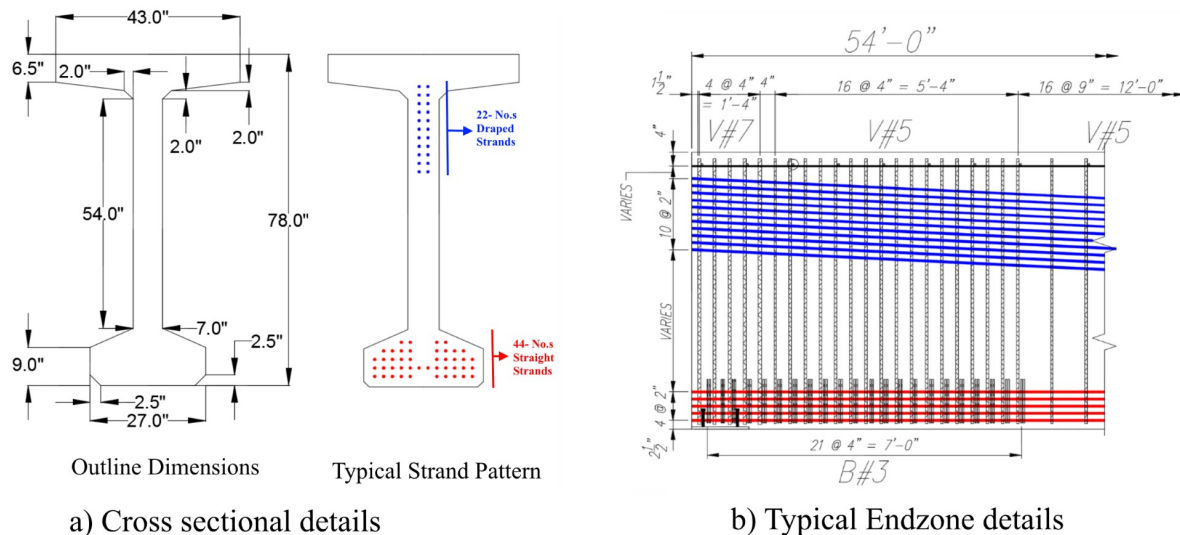 43.0"
6.5"
2.0"
2.0"
2.0"
54.0"
78.0"
7.0"
9.0"
2.5"
2.5"
27.0"
Outline Dimensions
22- No.s
Draped
Strands
44- No.s
Straight
Strands
Typical Strand Pattern
a) Cross sectional details
54'-0"
1 1/2"
4 @ 4"
= 1'-4"
4"
16 @ 4" = 5'-4"
16 @ 9" = 12'-0"
V#7
V#5
V#5
4"
VARIES
10 @ 2"
VARIES
4 @ 2"
2 1/2"
21 @ 4" = 7'-0"
B#3
b) Typical Endzone details